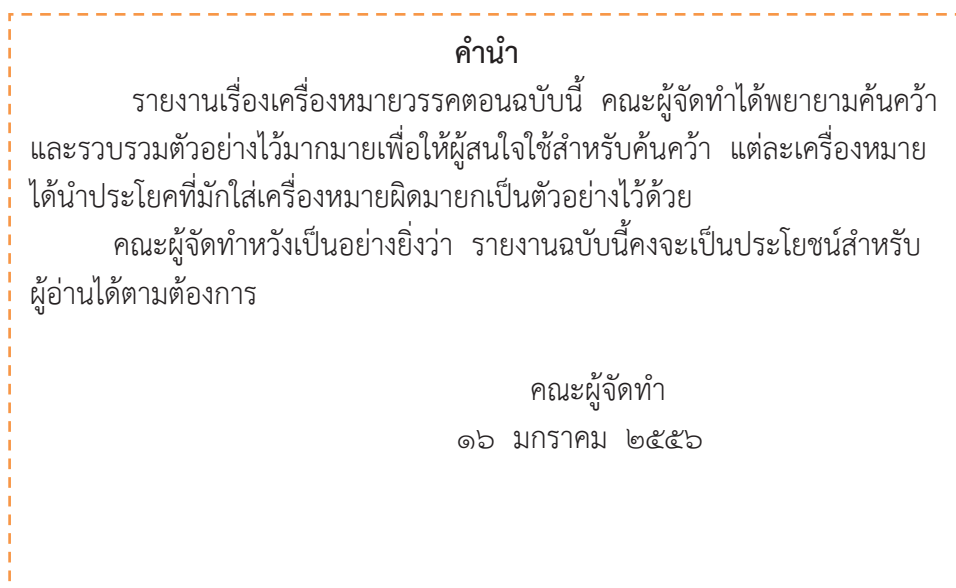 คำนำ
รายงานเรื่องเครื่องหมายวรรคตอนฉบับนี้ คณะผู้จัดทำได้พยายามค้นคว้า
และรวบรวมตัวอย่างไว้มากมายเพื่อให้ผู้สนใจใช้สำหรับค้นคว้า แต่ละเครื่องหมาย
ได้นำประโยคที่มักใส่เครื่องหมายผิดมายกเป็นตัวอย่างไว้ด้วย
คณะผู้จัดทำหวังเป็นอย่างยิ่งว่า รายงานฉบับนี้คงจะเป็นประโยชน์สำหรับ
ผู้อ่านได้ตามต้องการ
คณะผู้จัดทำ
๑๖ มกราคม ๒๕๕๖